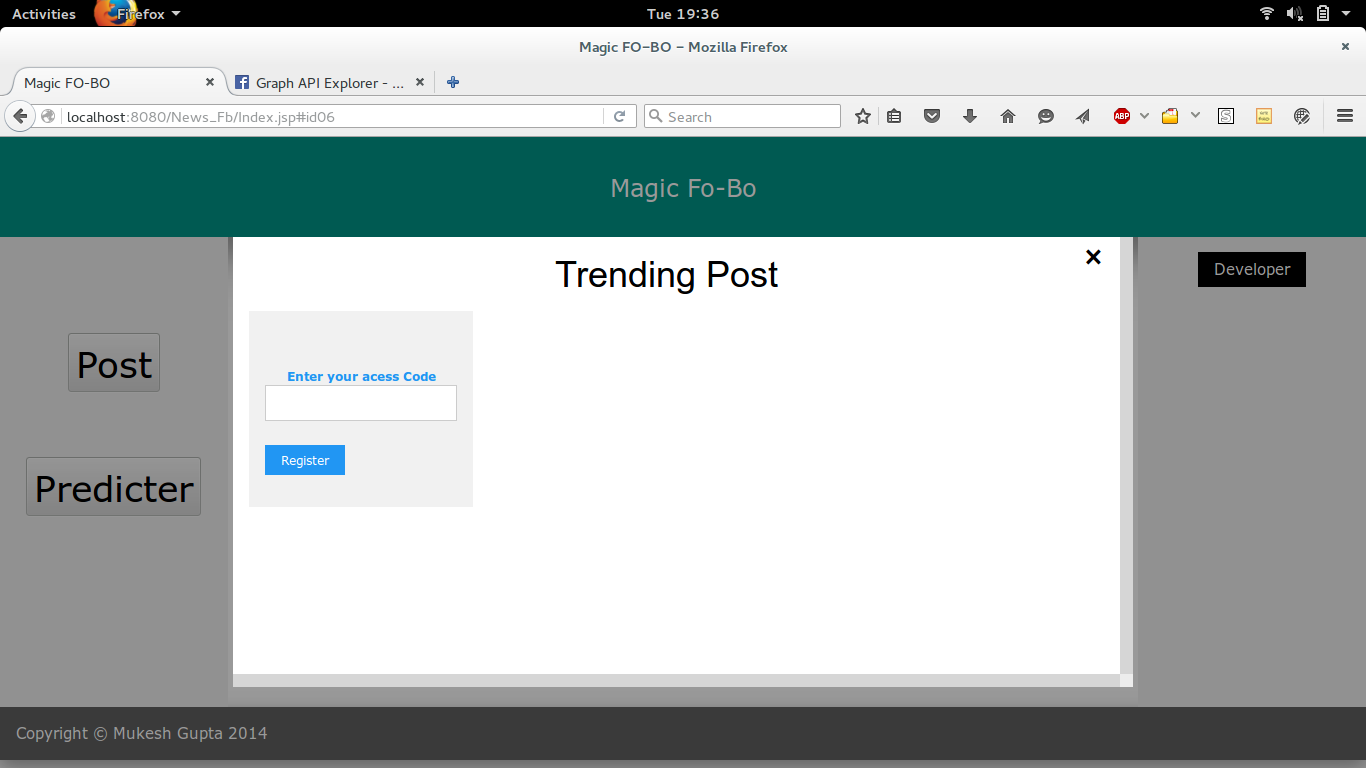 Activities Firefox Tue 19:36
Magic FO-BO - Mozilla Firefox
Magic FO-BO Graph API Explorer - ...
localhost:8080/News_Fb/Index.jsp#id06 Search ABP S
Magic Fo-Bo
Trending Post
Developer
Post
Enter your acess Code
Register
Predicter
Copyright © Mukesh Gupta 2014